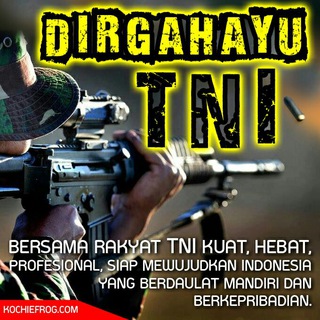 DIRGAHAYU
TNI
BERSAMA RAKYAT TNI KUAT, HEBAT,
PROFESIONAL, SIAP MEWUJUDKAN INDONESIA
YANG BERDAULAT MANDIRI DAN
BERKEPRIBADIAN.
KOCHIEFROG.COM